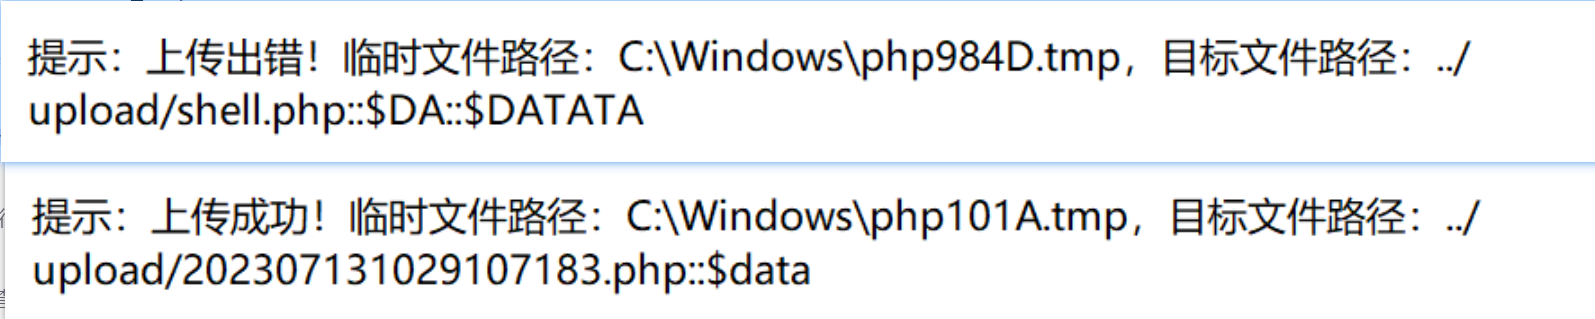 提示：上传出错！临时文件路径：C:\Windows\php984D.tmp，目标文件路径：../
upload/shell.php::$DA::$DATATA
提示：上传成功！临时文件路径：C:\Windows\php101A.tmp，目标文件路径：../
upload/202307131029107183.php::$data